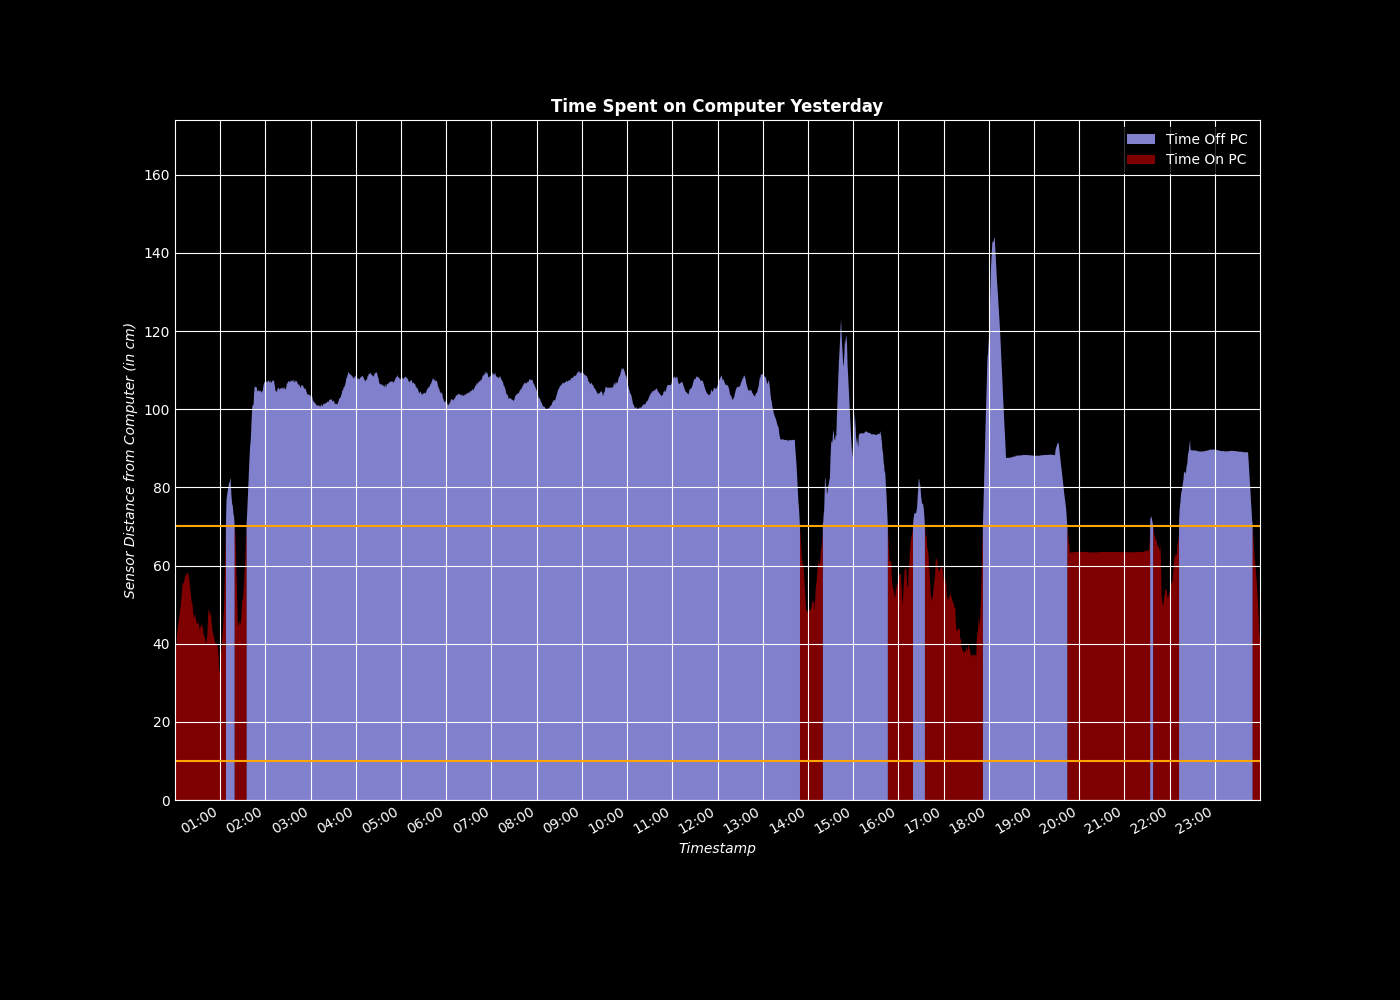 Time Spent on Computer Yesterday
Time Off PC
Time On PC
160
140
120
100
80
60
40
20
0
Sensor Distance from Computer (in cm)
01:00 02:00 03:00 04:00 05:00 06:00 07:00 08:00 09:00 10:00 11:00 12:00 13:00 14:00 15:00 16:00 17:00 18:00 19:00 20:00 21:00 22:00 23:00
Timestamp